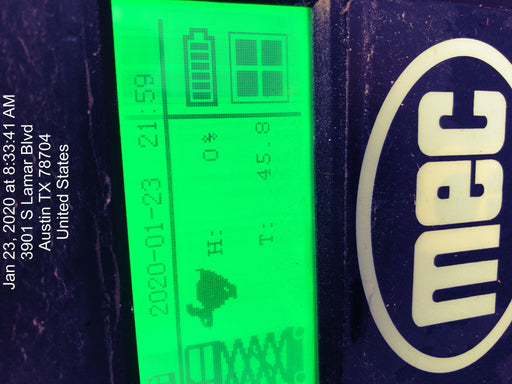 Jan 23, 2020 at 8:33:41 AM
3901 S Lamar Blvd
Austin TX 78704
United States
2020-01-23 21:59
H: 0%
T: 45.8
mec